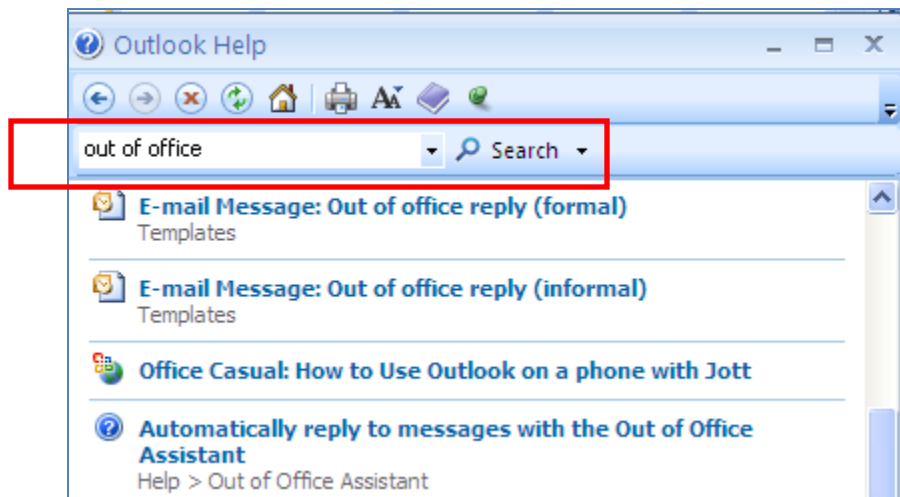 Outlook Help
out of office
Search
E-mail Message: Out of office reply (formal)
Templates
E-mail Message: Out of office reply (informal)
Templates
Office Casual: How to Use Outlook on a phone with Jott
Automatically reply to messages with the Out of Office
Assistant
Help > Out of Office Assistant